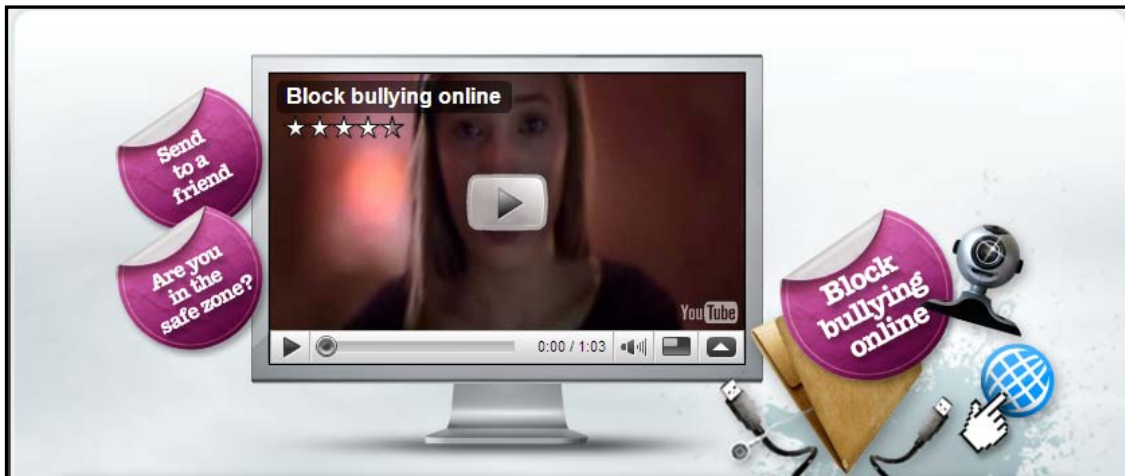 Block bullying online
Send
to a
friend
Are you
in the
safe zone?
YouTube
0:00 / 1:03
Block
bullying
online